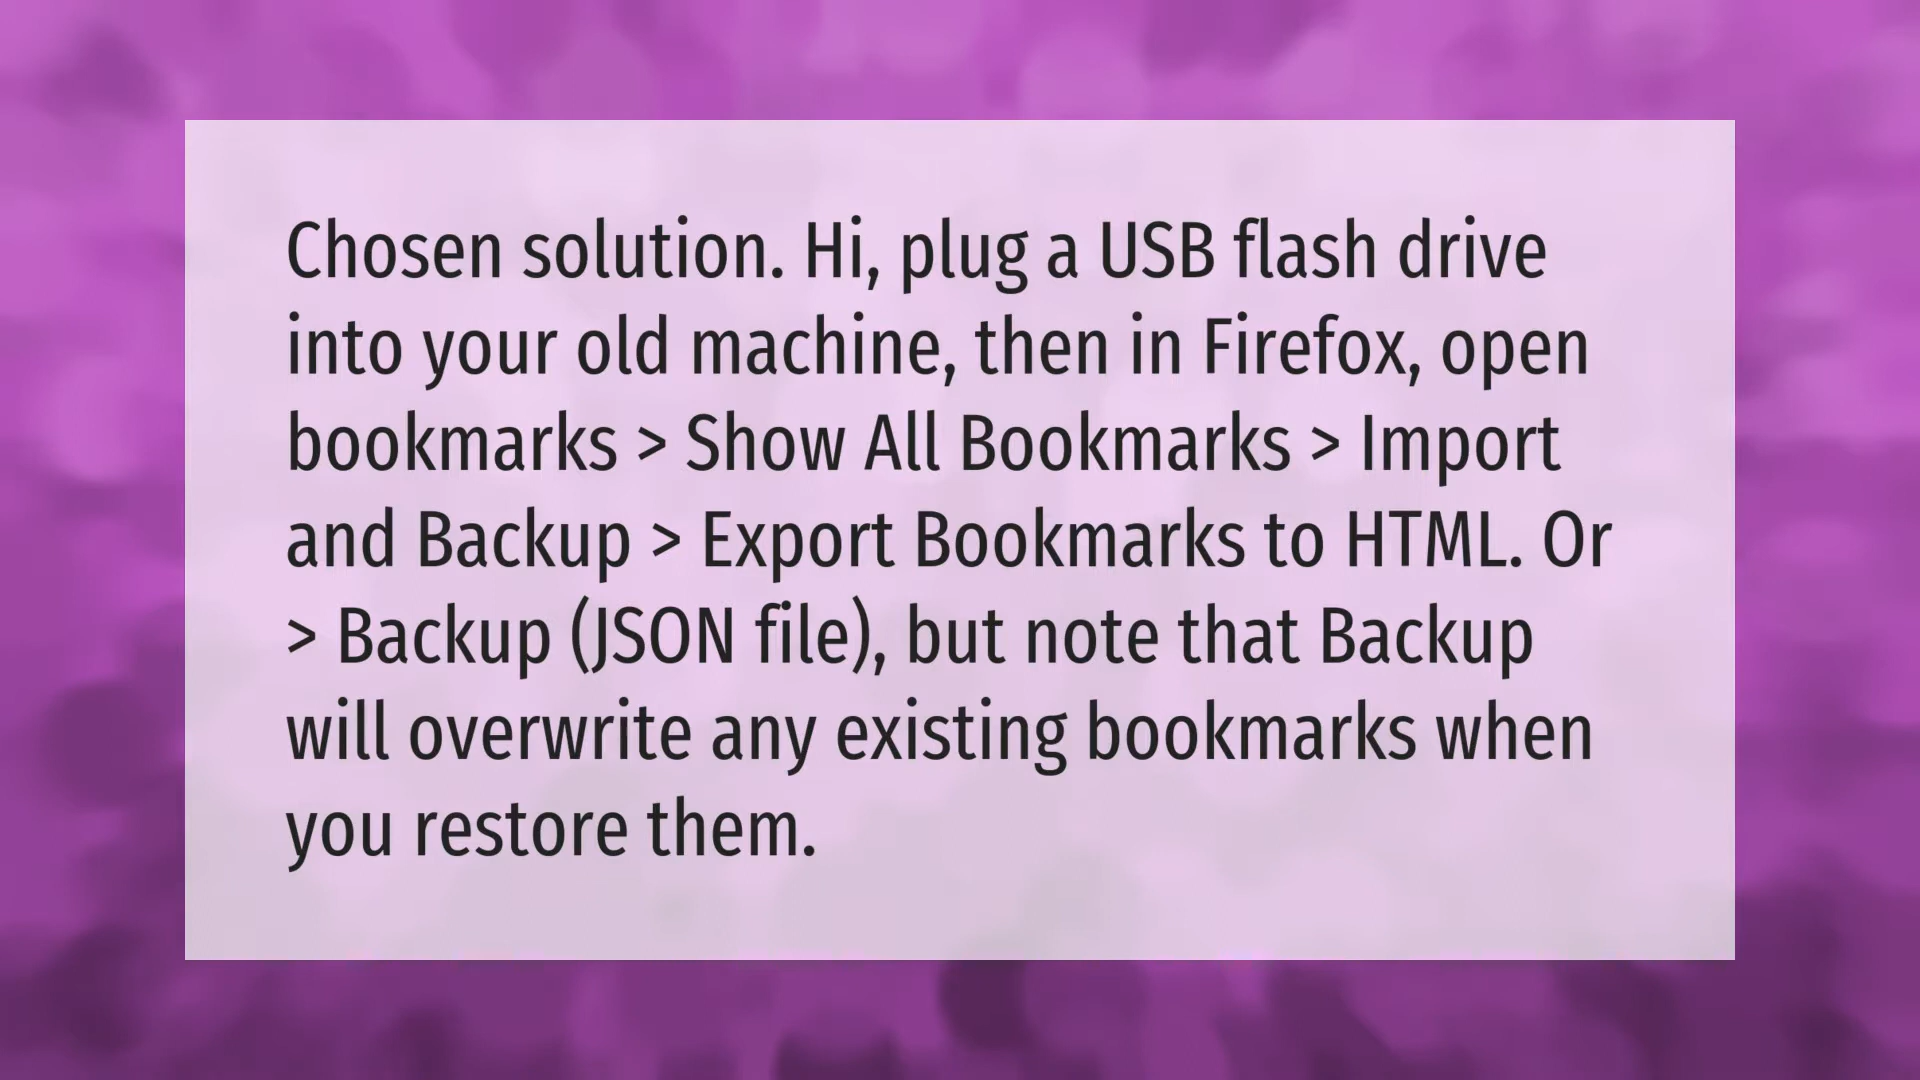 Chosen solution. Hi, plug a USB flash drive
into your old machine, then in Firefox, open
bookmarks > Show All Bookmarks > Import
and Backup > Export Bookmarks to HTML. Or
> Backup (JSON file), but note that Backup
will overwrite any existing bookmarks when
you restore them.